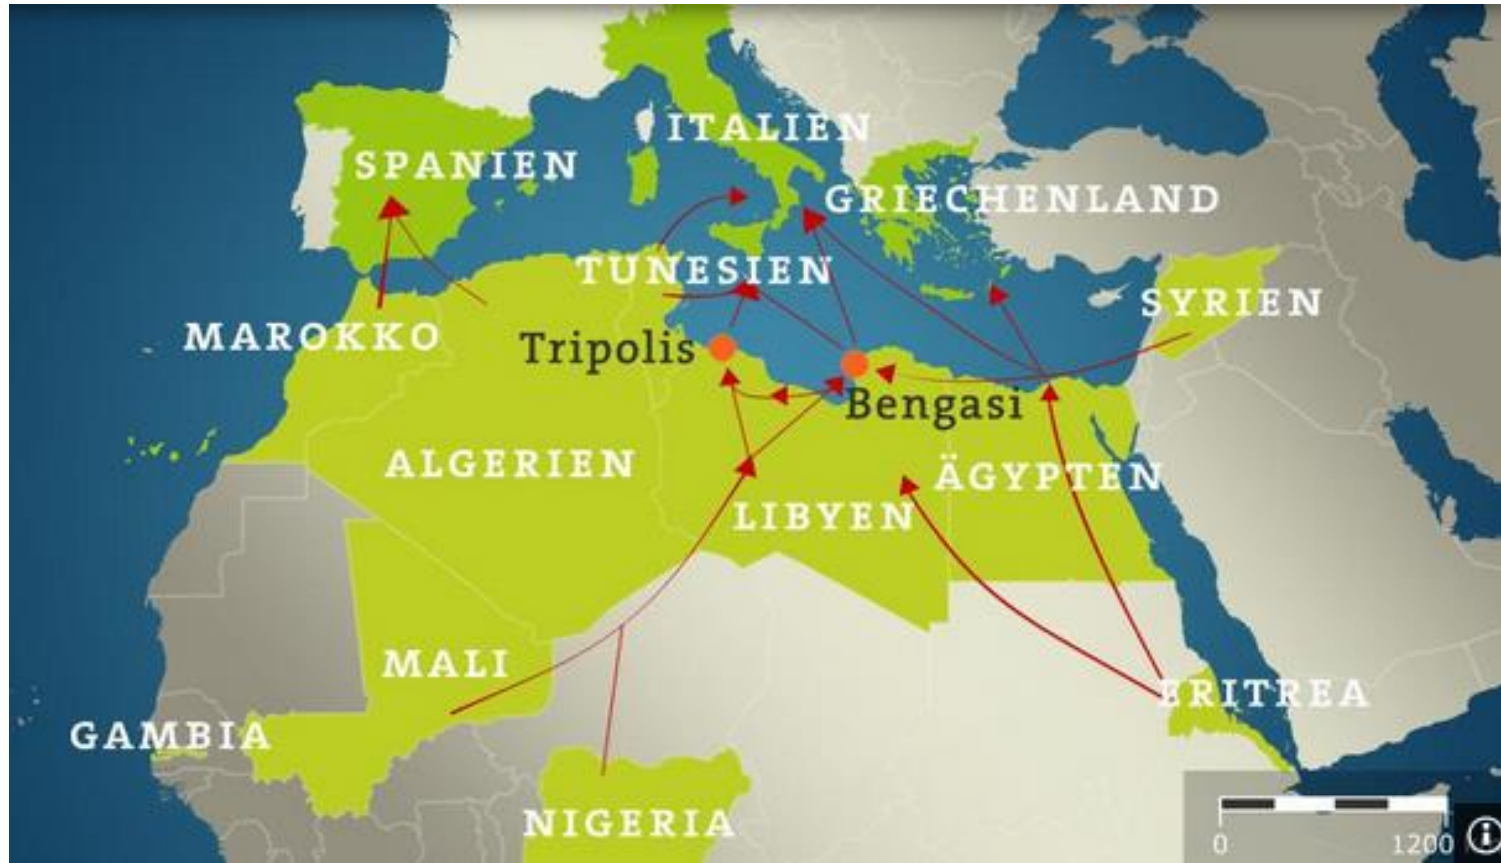 ITALIEN
SPANIEN
GRIECHENLAND
TUNESIEN
SYRIEN
MAROKKO
Tripolis
Bengasi
ALGERIEN
ÄGYPTEN
LIBYEN
MALI
ERITREA
GAMBIA
NIGERIA
0 1200